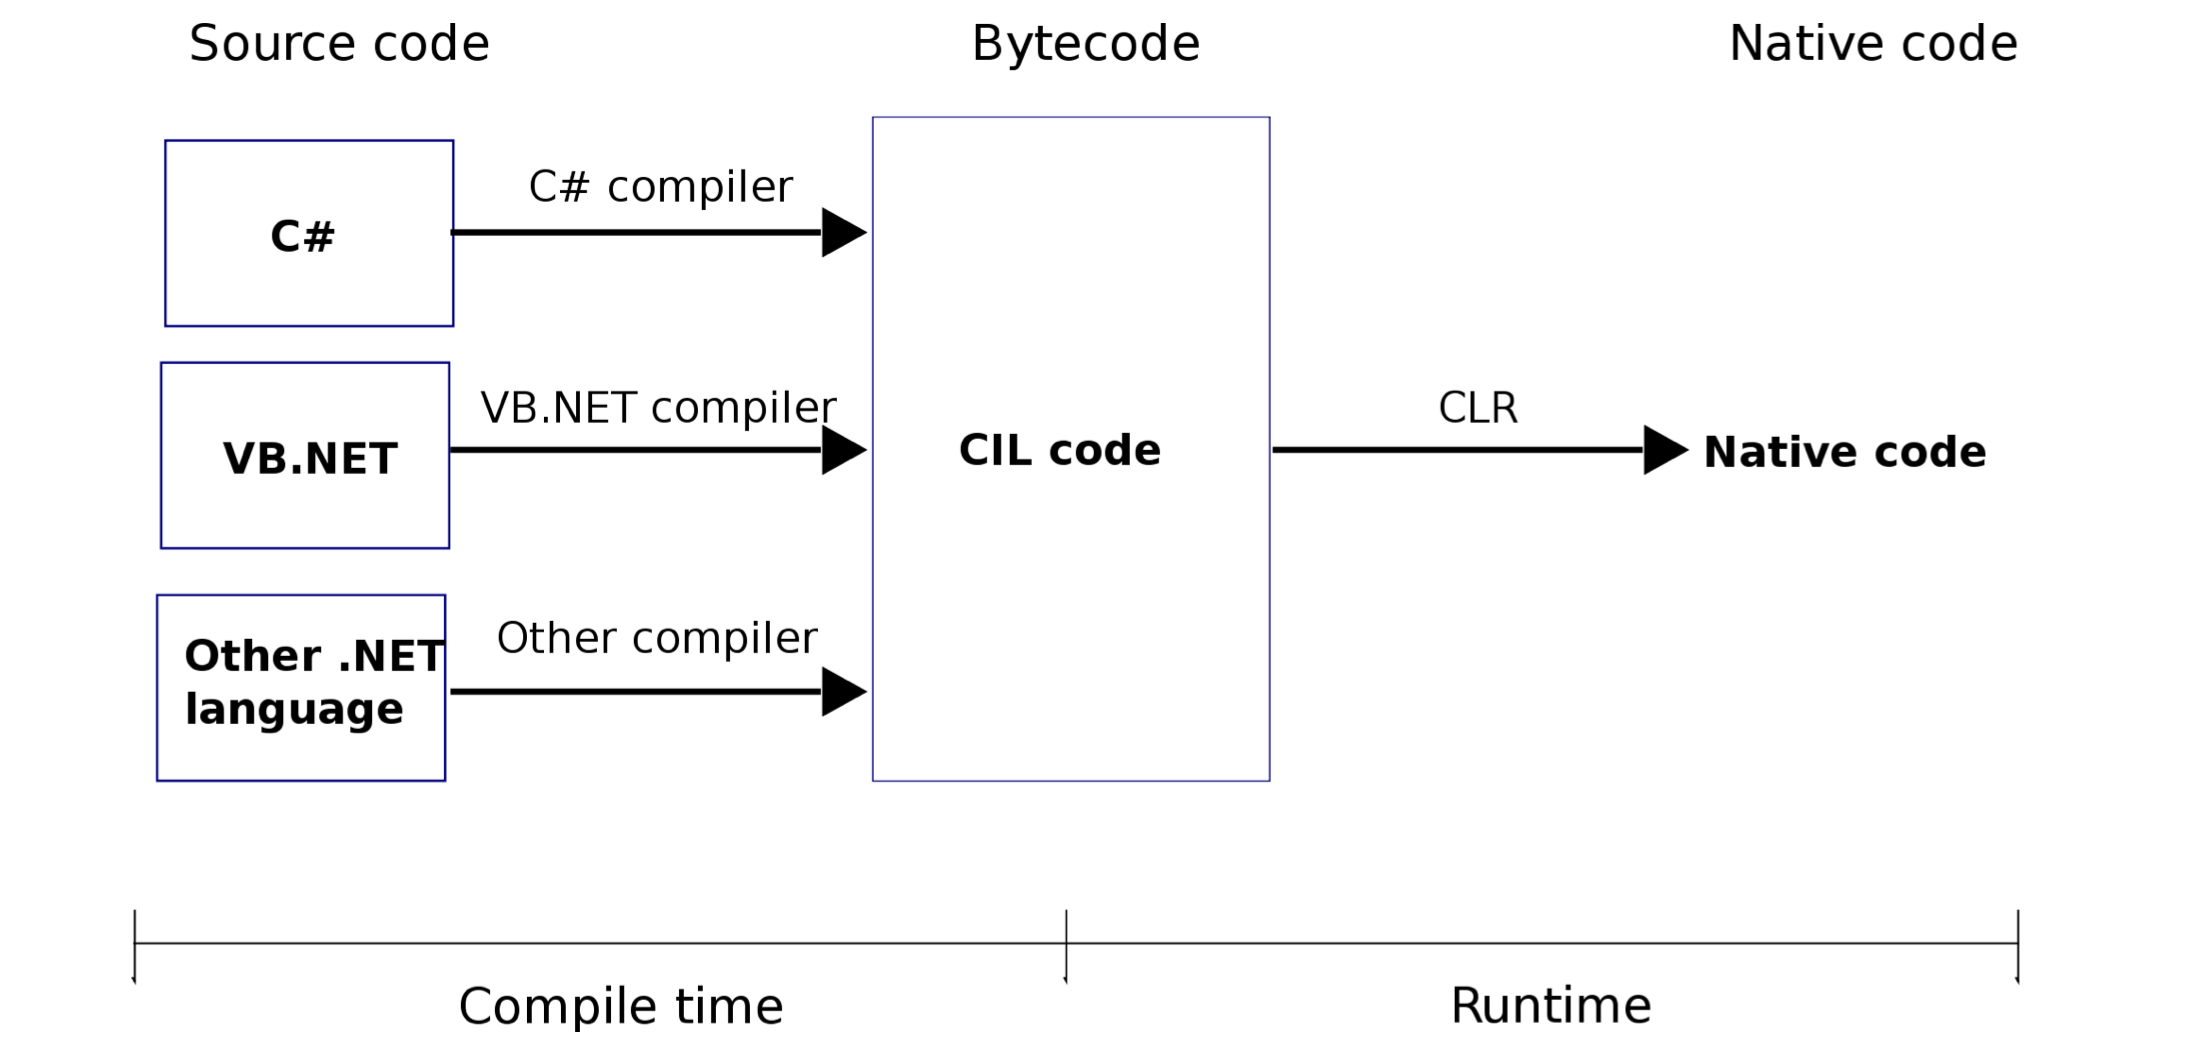 Source code
Bytecode
Native code
C#
C# compiler
VB.NET
VB.NET compiler
CIL code
CLR
Native code
Other .NET
language
Other compiler
Compile time
Runtime